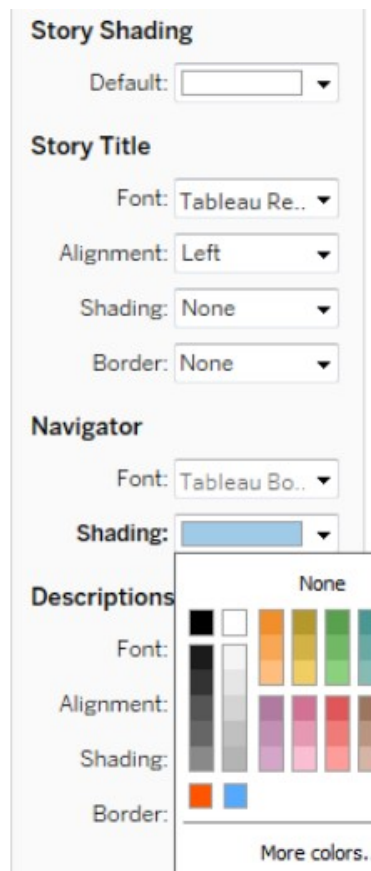 Story Shading
Default:
Story Title
Font: Tableau Re..
Alignment: Left
Shading: None
Border: None
Navigator
Font: Tableau Bo..
Shading:
None
Descriptions
Font:
Alignment:
Shading:
Border:
More colors..